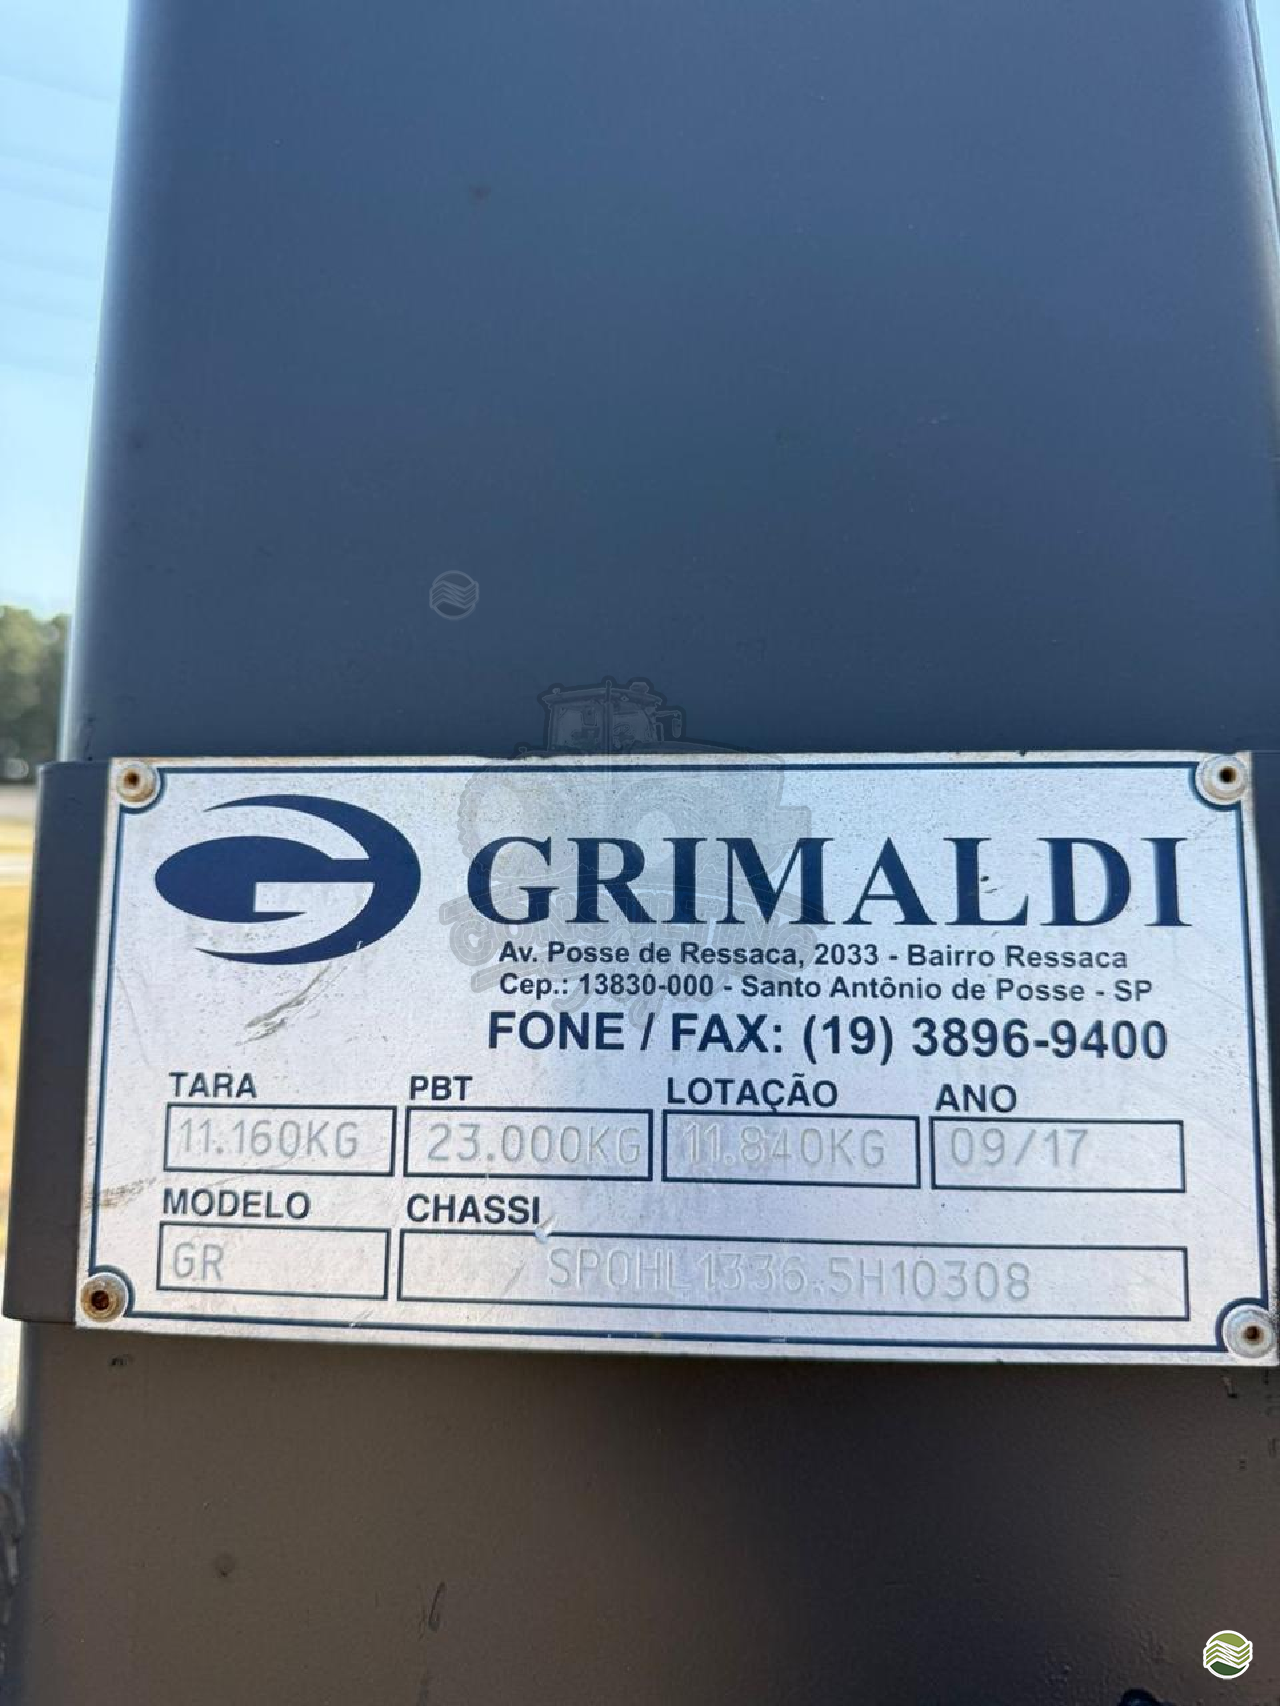 GRIMALDI
Av. Posse de Ressaca, 2033 - Bairro Ressaca
Cep.: 13830-000 - Santo Antônio de Posse - SP
FONE / FAX: (19) 3896-9400
TARA PBT LOTAÇÃO ANO
11.160KG 23.000KG 11.840KG 09/17
MODELO CHASSI
GR SPOHL1336.5H10308